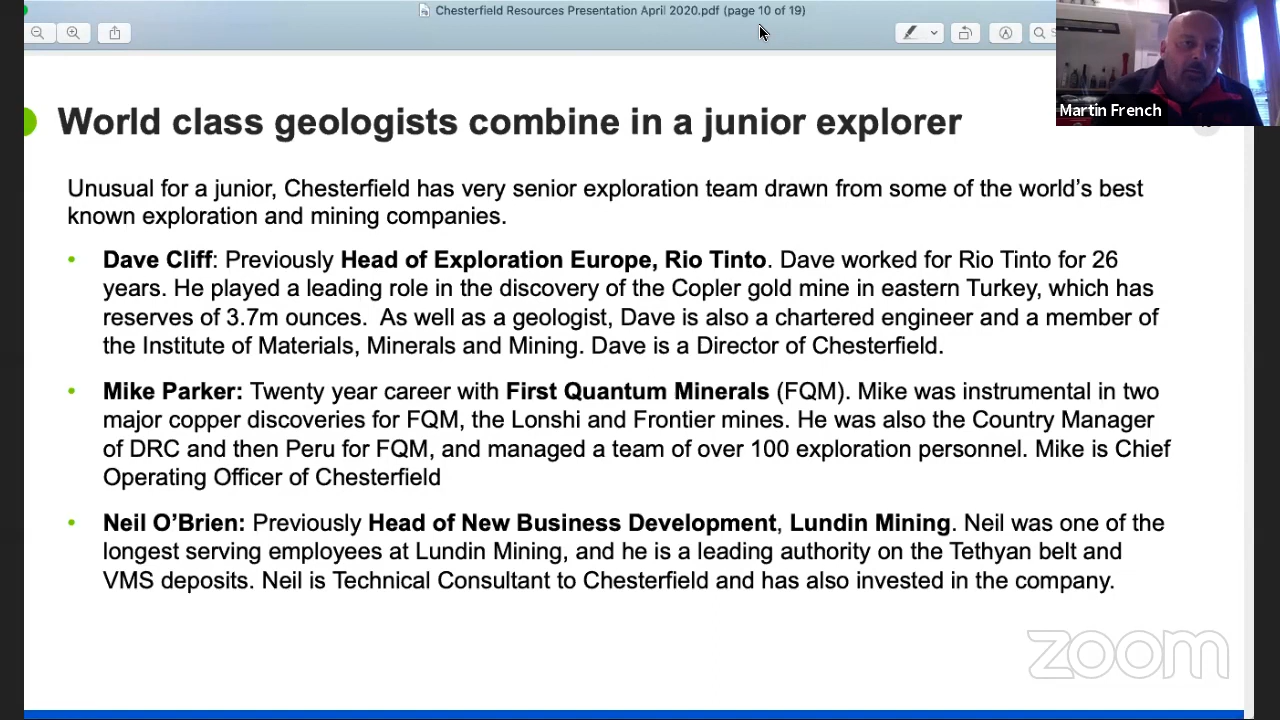 Chesterfield Resources Presentation April 2020.pdf (page 10 of 19)
Martin French
World class geologists combine in a junior explorer
Unusual for a junior, Chesterfield has very senior exploration team drawn from some of the world's best
known exploration and mining companies.
• Dave Cliff: Previously Head of Exploration Europe, Rio Tinto. Dave worked for Rio Tinto for 26
years. He played a leading role in the discovery of the Copler gold mine in eastern Turkey, which has
reserves of 3.7m ounces.  As well as a geologist, Dave is also a chartered engineer and a member of
the Institute of Materials, Minerals and Mining. Dave is a Director of Chesterfield.
• Mike Parker: Twenty year career with First Quantum Minerals (FQM). Mike was instrumental in two
major copper discoveries for FQM, the Lonshi and Frontier mines. He was also the Country Manager
of DRC and then Peru for FQM, and managed a team of over 100 exploration personnel. Mike is Chief
Operating Officer of Chesterfield
• Neil O'Brien: Previously Head of New Business Development, Lundin Mining. Neil was one of the
longest serving employees at Lundin Mining, and he is a leading authority on the Tethyan belt and
VMS deposits. Neil is Technical Consultant to Chesterfield and has also invested in the company.
zoom